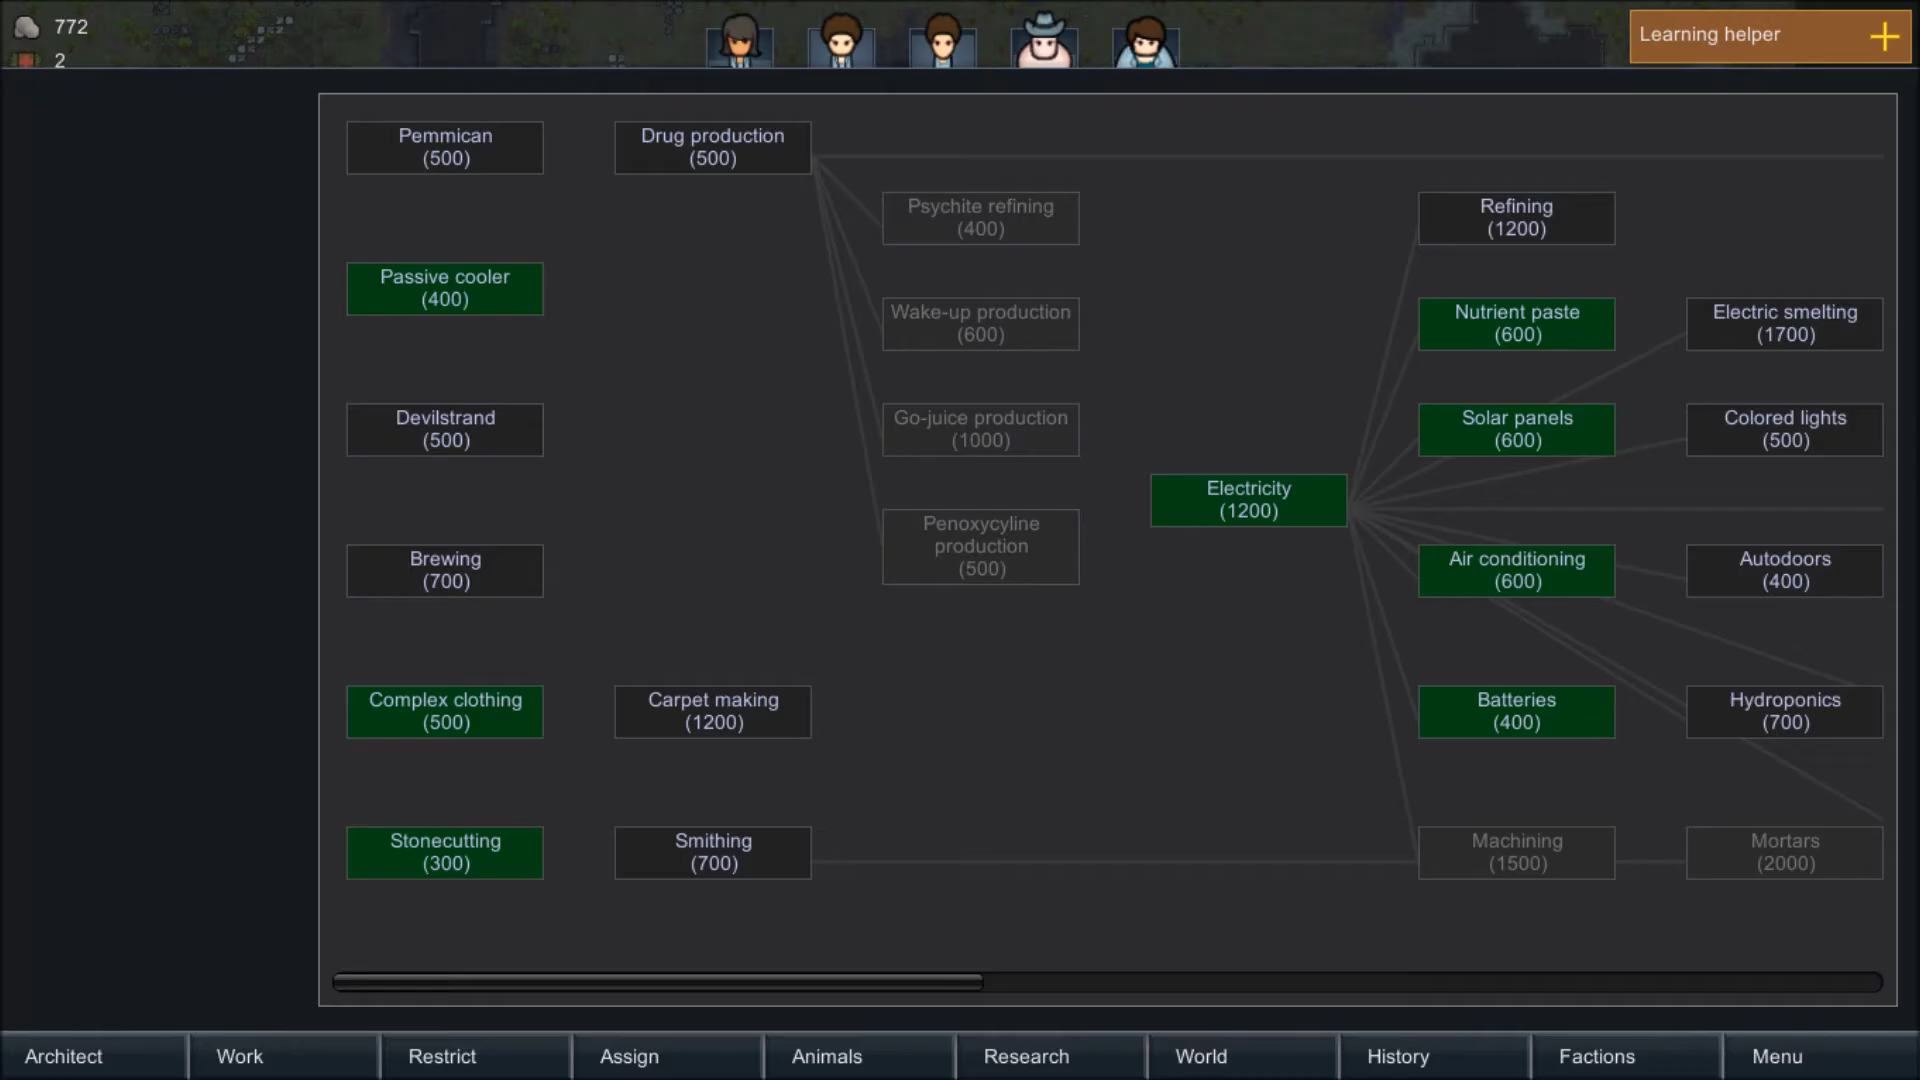 772
2
Learning helper
Pemmican
(500)
Drug production
(500)
Psychite refining
(400)
Refining
(1200)
Passive cooler
(400)
Wake-up production
(600)
Nutrient paste
(600)
Electric smelting
(1700)
Devilstrand
(500)
Go-juice production
(1000)
Solar panels
(600)
Colored lights
(500)
Electricity
(1200)
Penoxycyline
production
(500)
Brewing
(700)
Air conditioning
(600)
Autodoors
(400)
Complex clothing
(500)
Carpet making
(1200)
Batteries
(400)
Hydroponics
(700)
Stonecutting
(300)
Smithing
(700)
Machining
(1500)
Mortars
(2000)
Architect
Work
Restrict
Assign
Animals
Research
World
History
Factions
Menu